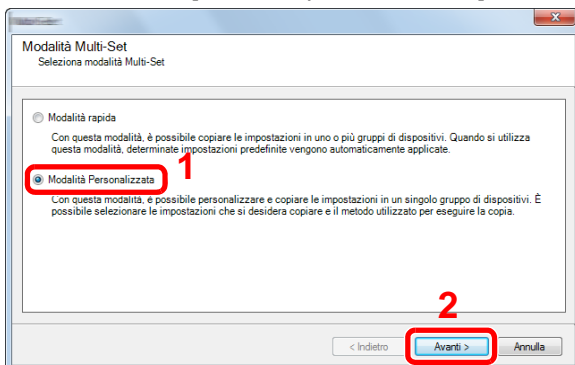 Modalità Multi-Set
Seleziona modalità Multi-Set
Modalità rapida
Con questa modalità, è possibile copiare le impostazioni in uno o più gruppi di dispositivi. Quando si utilizza
questa modalità, determinate impostazioni predefinite vengono automaticamente applicate.
1
Modalità Personalizzata
Con questa modalità, è possibile personalizzare e copiare le impostazioni in un singolo gruppo di dispositivi. È
possibile selezionare le impostazioni che si desidera copiare e il metodo utilizzato per eseguire la copia.
2
< Indietro Avanti > Annulla